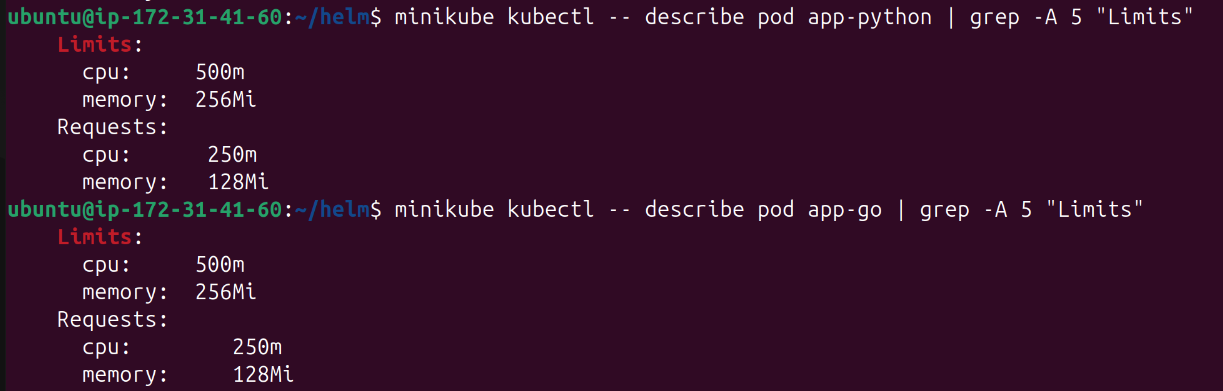 ubuntu@ip-172-31-41-60:~/helm$ minikube kubectl -- describe pod app-python | grep -A 5 "Limits"
    Limits:
      cpu:     500m
      memory:  256Mi
    Requests:
      cpu:      250m
      memory:   128Mi
ubuntu@ip-172-31-41-60:~/helm$ minikube kubectl -- describe pod app-go | grep -A 5 "Limits"
    Limits:
      cpu:     500m
      memory:  256Mi
    Requests:
      cpu:        250m
      memory:     128Mi